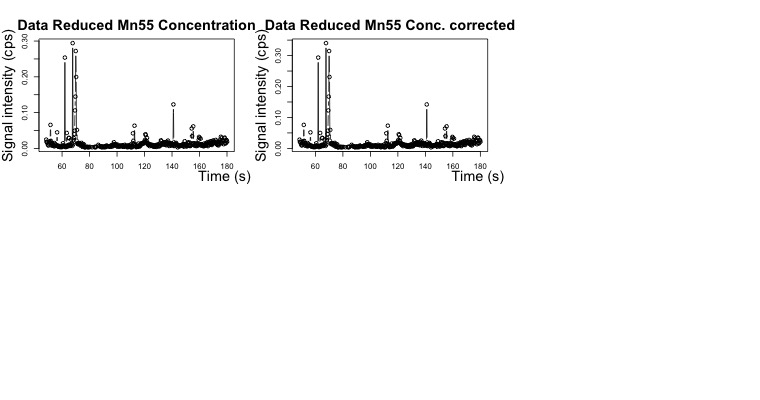 Data Reduced Mn55 Concentration
Signal intensity (cps)
0.00 0.10 0.20 0.30
60 80 100 120 140 160 180
Time (s)
Data Reduced Mn55 Conc. corrected
Signal intensity (cps)
0.00 0.10 0.20 0.30
60 80 100 120 140 160 180
Time (s)